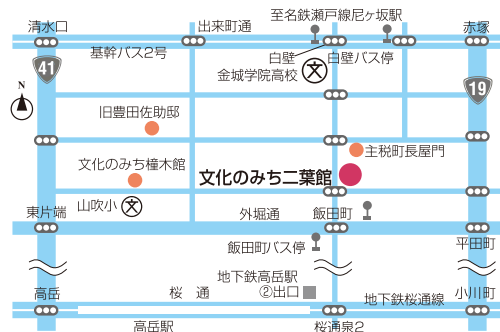 至名鉄瀬戸線尼ヶ坂駅
清水口
出来町通
赤塚
基幹バス2号
白壁
白壁バス停
金城学院高校
文
41
19
N
旧豊田佐助邸
主税町長屋門
文化のみち橦木館
文化のみち二葉館
山吹小
文
東片端
外堀通
飯田町
平田町
飯田町バス停
地下鉄高岳駅
②出口
高岳
桜 通
地下鉄桜通線
小川町
高岳駅
桜通泉2